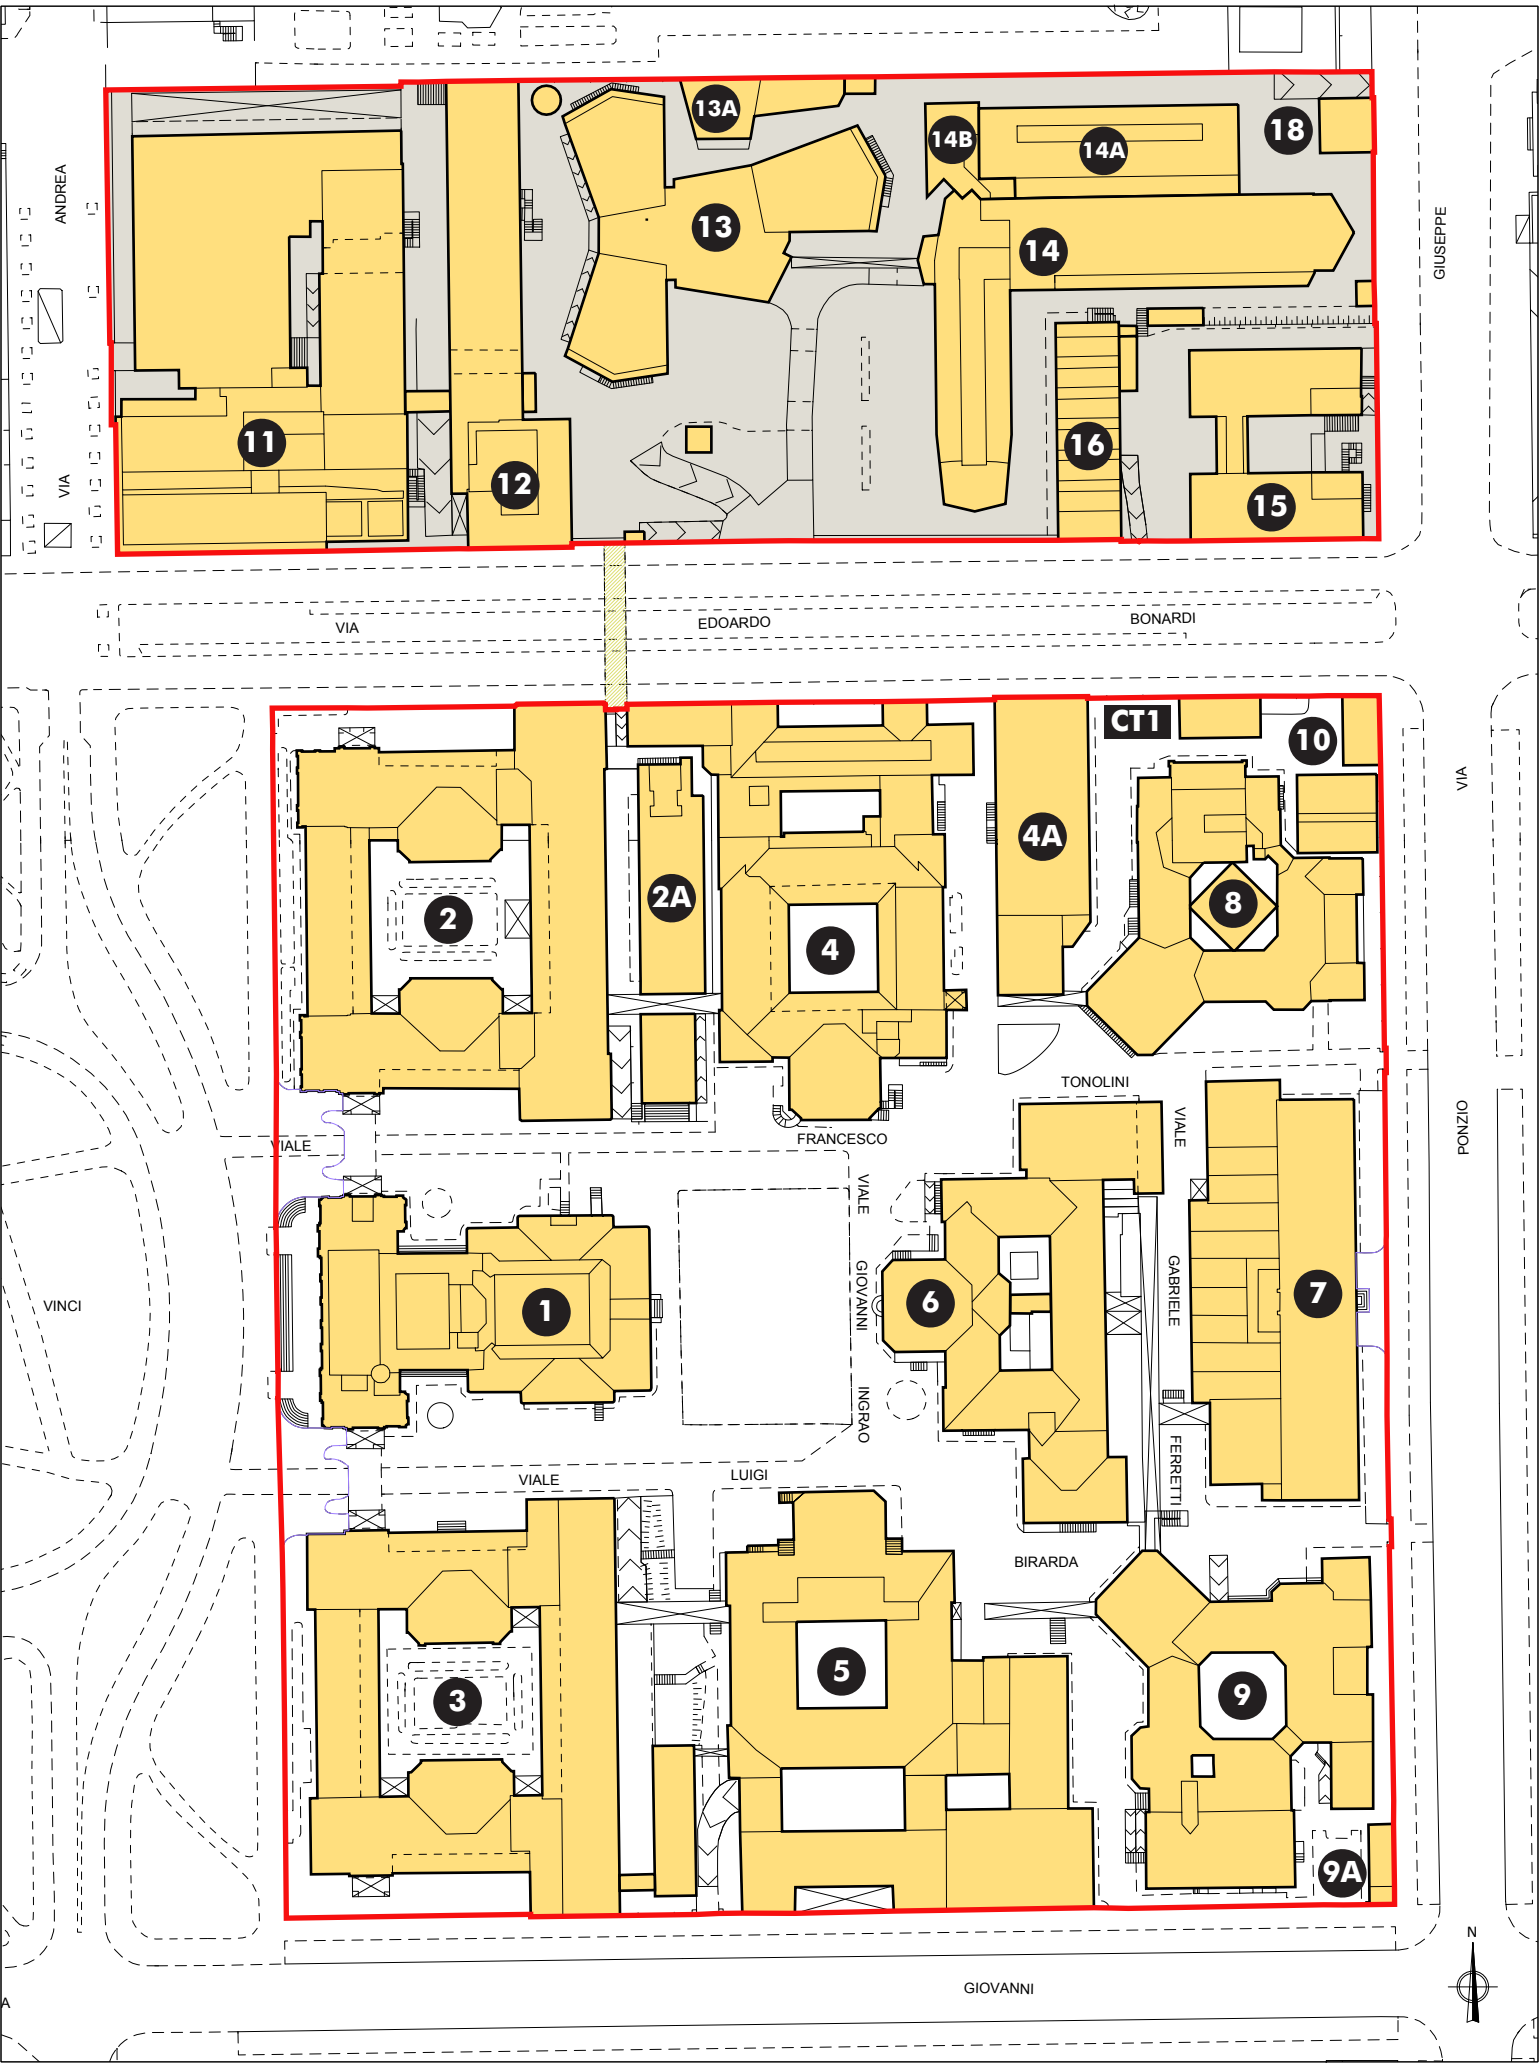 13A
18
14B
14A
ANDREA
13
GIUSEPPE
14
11
16
VIA
12
15
VIA
EDOARDO
BONARDI
CT1
10
VIA
4A
2A
8
2
4
TONOLINI
PONZIO
VIALE
FRANCESCO
VIALE
VIALE
GIOVANNI
GABRIELE
7
VINCI
6
1
INGRAO
FERRETTI
VIALE
LUIGI
BIRARDA
5
9
3
9A
N
GIOVANNI
A